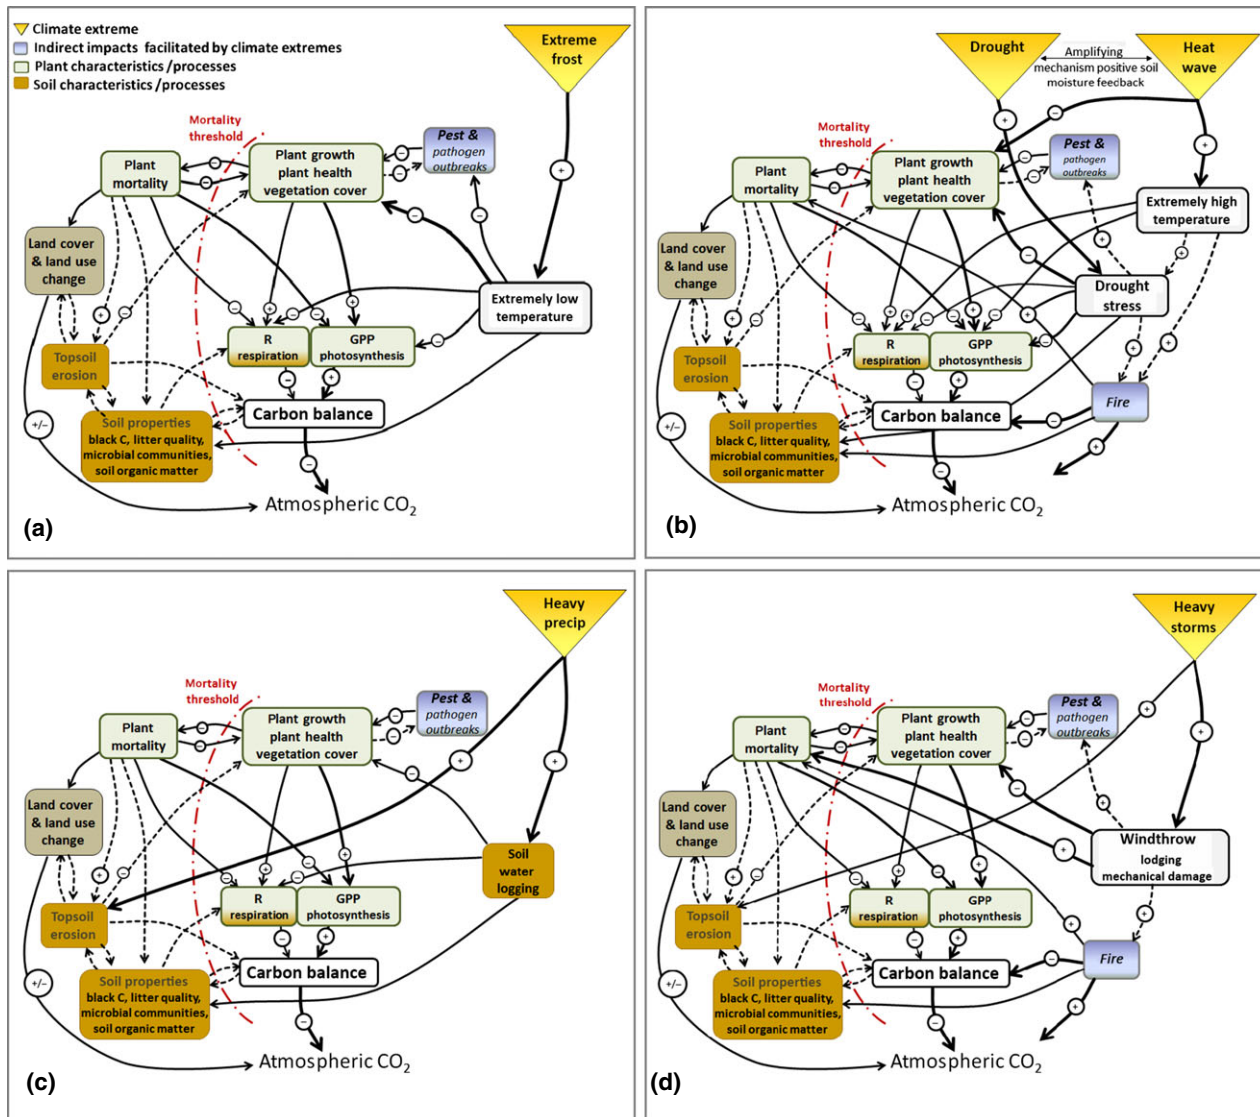 Climate extreme
Indirect impacts facilitated by climate extremes
Plant characteristics/processes
Soil characteristics/processes
Extreme
frost
+
Mortality
threshold
Plant
mortality
Plant growth
plant health
vegetation cover
Pest &
pathogen
outbreaks
Land cover
& land use
change
Extremely low
temperature
R
respiration
GPP
photosynthesis
Topsoil
erosion
Carbon balance
Soil properties
black C, litter quality,
microbial communities,
soil organic matter
+/−
Atmospheric CO2
(a)
Drought
Amplifying
mechanism positive soil
moisture feedback
Heat
wave
Mortality
threshold
Plant
mortality
Plant growth
plant health
vegetation cover
Pest &
pathogen
outbreaks
Extremely high
temperature
Land cover
& land use
change
Drought
stress
R
respiration
GPP
photosynthesis
Topsoil
erosion
Fire
Carbon balance
Soil properties
black C, litter quality,
microbial communities,
soil organic matter
+/−
Atmospheric CO2
(b)
Heavy
precip
Mortality
threshold
Plant
mortality
Plant growth
plant health
vegetation cover
Pest &
pathogen
outbreaks
Land cover
& land use
change
Soil
water
logging
R
respiration
GPP
photosynthesis
Topsoil
erosion
Carbon balance
Soil properties
black C, litter quality,
microbial communities,
soil organic matter
+/−
Atmospheric CO2
(c)
Heavy
storms
Mortality
threshold
Plant
mortality
Plant growth
plant health
vegetation cover
Pest &
pathogen
outbreaks
Land cover
& land use
change
Windthrow
lodging
mechanical damage
R
respiration
GPP
photosynthesis
Topsoil
erosion
Fire
Carbon balance
Soil properties
black C, litter quality,
microbial communities,
soil organic matter
+/−
Atmospheric CO2
(d)